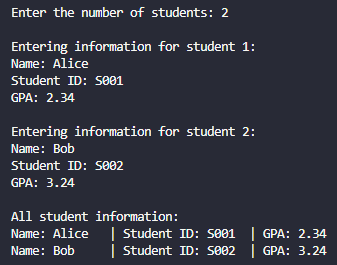 Enter the number of students: 2
Entering information for student 1:
Name: Alice
Student ID: S001
GPA: 2.34
Entering information for student 2:
Name: Bob
Student ID: S002
GPA: 3.24
All student information:
Name: Alice   | Student ID: S001  | GPA: 2.34
Name: Bob     | Student ID: S002  | GPA: 3.24